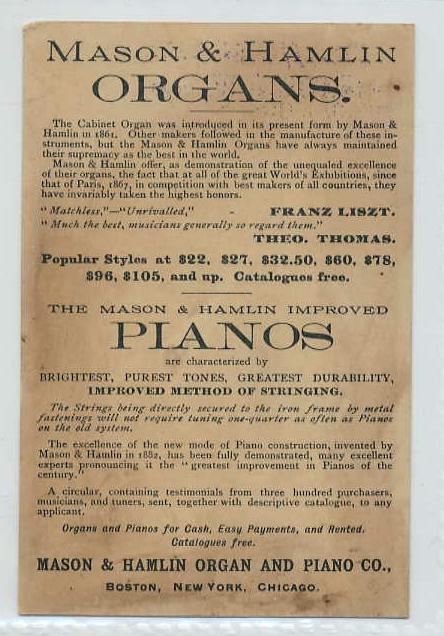 MASON & HAMLIN
ORGANS.
The Cabinet Organ was introduced in its present form by Mason &
Hamlin in 1861. Other makers followed in the manufacture of these in-
struments, but the Mason & Hamlin Organs have always maintained
their supremacy as the best in the world.
Mason & Hamlin offer, as demonstration of the unequaled excellence
of their organs, the fact that at all of the great World's Exhibitions, since
that of Paris, 1867, in competition with best makers of all countries, they
have invariably taken the highest honors.
"Matchless,"—"Unrivalled," - FRANZ LISZT.
"Much the best, musicians generally so regard them."
THEO. THOMAS.
Popular Styles at $22, $27, $32.50, $60, $78,
$96, $105, and up. Catalogues free.
THE MASON & HAMLIN IMPROVED
PIANOS
are characterized by
BRIGHTEST, PUREST TONES, GREATEST DURABILITY,
IMPROVED METHOD OF STRINGING.
The Strings being directly secured to the iron frame by metal
fastenings will not require tuning one-quarter as often as Pianos
on the old system.
The excellence of the new mode of Piano construction, invented by
Mason & Hamlin in 1882, has been fully demonstrated, many excellent
experts pronouncing it the "greatest improvement in Pianos of the
century."
A circular, containing testimonials from three hundred purchasers,
musicians, and tuners, sent, together with descriptive catalogue, to any
applicant.
Organs and Pianos for Cash, Easy Payments, and Rented.
Catalogues free.
MASON & HAMLIN ORGAN AND PIANO CO.,
BOSTON, NEW YORK, CHICAGO.